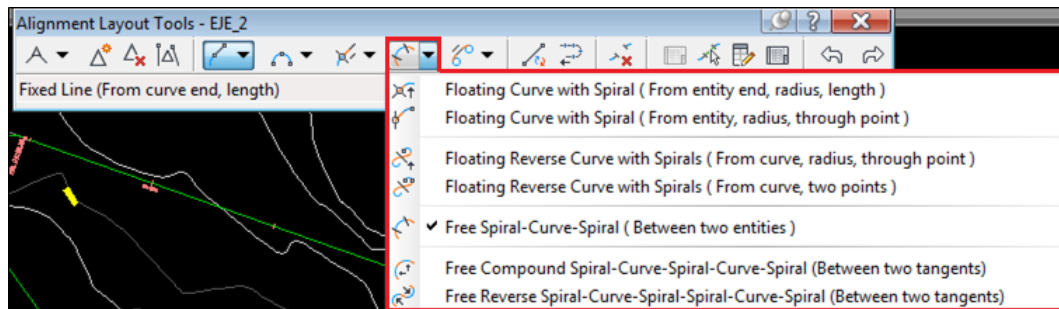 Alignment Layout Tools - EJE_2
Fixed Line (From curve end, length)
Floating Curve with Spiral ( From entity end, radius, length )
Floating Curve with Spiral ( From entity, radius, through point )
Floating Reverse Curve with Spirals ( From curve, radius, through point )
Floating Reverse Curve with Spirals ( From curve, two points )
Free Spiral-Curve-Spiral ( Between two entities )
Free Compound Spiral-Curve-Spiral-Curve-Spiral (Between two tangents)
Free Reverse Spiral-Curve-Spiral-Spiral-Curve-Spiral (Between two tangents)